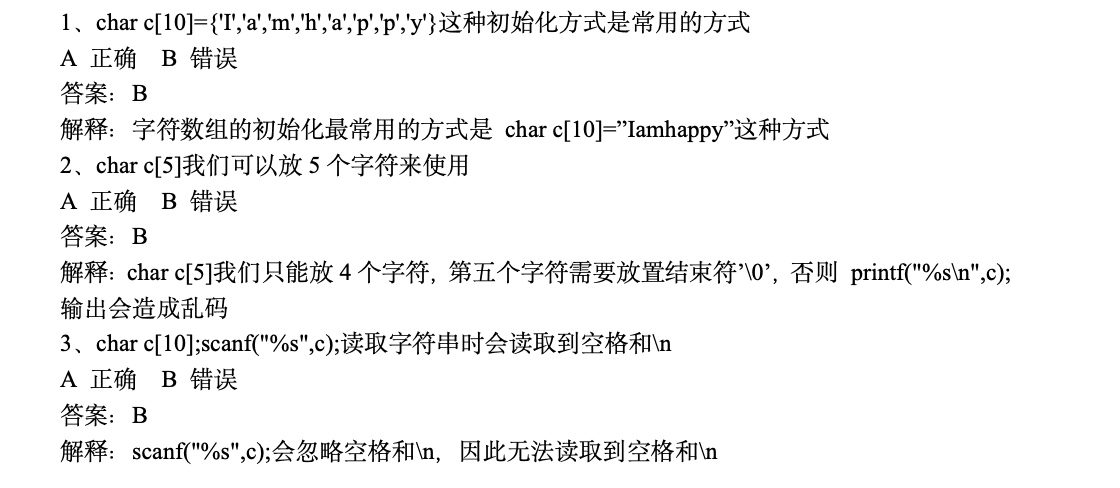 1、char c[10]={'I','a','m','h','a','p','p','y'}这种初始化方式是常用的方式
A 正确 B 错误
答案：B
解释：字符数组的初始化最常用的方式是 char c[10]=”Iamhappy”这种方式
2、char c[5]我们可以放 5 个字符来使用
A 正确 B 错误
答案：B
解释：char c[5]我们只能放 4 个字符，第五个字符需要放置结束符’\0’，否则 printf("%s\n",c);
输出会造成乱码
3、char c[10];scanf("%s",c);读取字符串时会读取到空格和\n
A 正确 B 错误
答案：B
解释：scanf("%s",c);会忽略空格和\n，因此无法读取到空格和\n